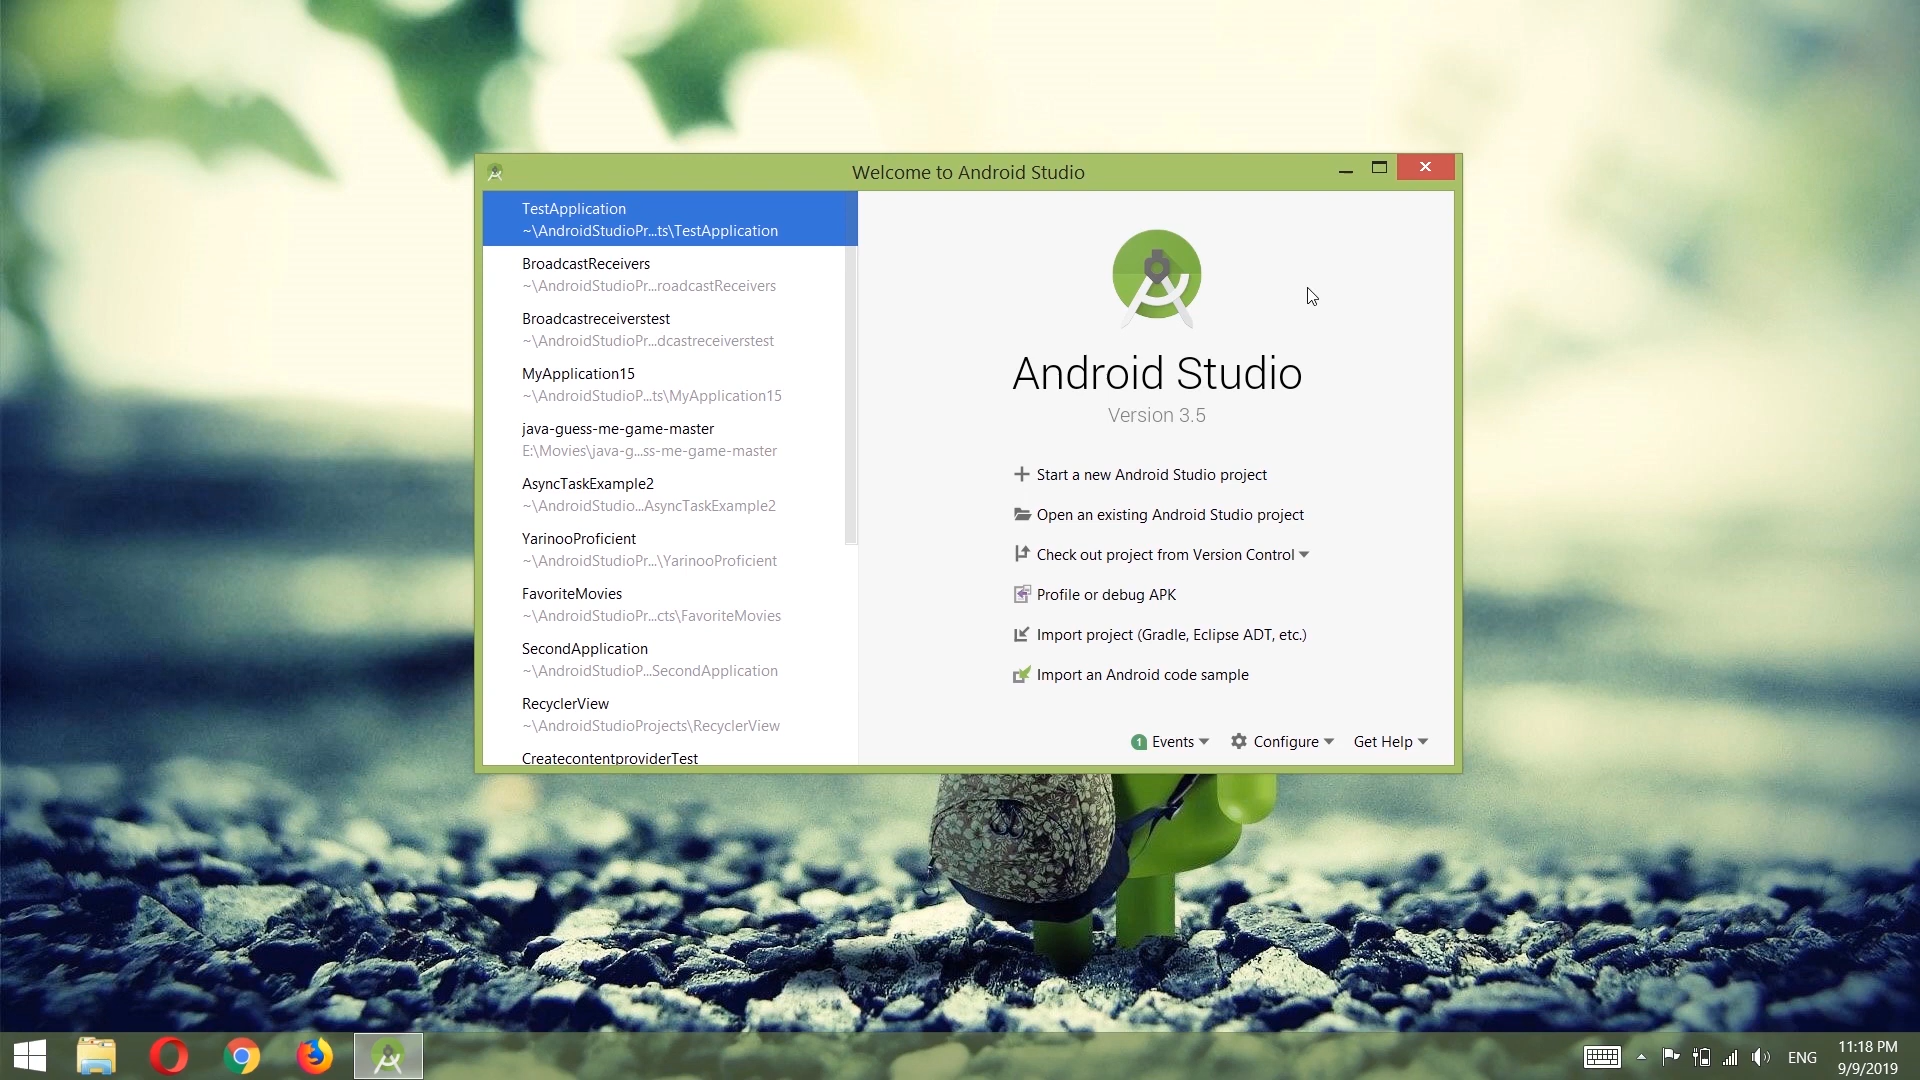 Welcome to Android Studio
TestApplication
~\AndroidStudioPr...ts\TestApplication
BroadcastReceivers
~\AndroidStudioPr...roadcastReceivers
Broadcastreceiverstest
~\AndroidStudioPr...dcastreceiverstest
MyApplication15
~\AndroidStudioP...ts\MyApplication15
java-guess-me-game-master
E:\Movies\java-g...ss-me-game-master
AsyncTaskExample2
~\AndroidStudio...AsyncTaskExample2
YarinooProficient
~\AndroidStudioPr...\YarinooProficient
FavoriteMovies
~\AndroidStudioPr...cts\FavoriteMovies
SecondApplication
~\AndroidStudioP...SecondApplication
RecyclerView
~\AndroidStudioProjects\RecyclerView
CreatecontentproviderTest
Android Studio
Version 3.5
Start a new Android Studio project
Open an existing Android Studio project
Check out project from Version Control
Profile or debug APK
Import project (Gradle, Eclipse ADT, etc.)
Import an Android code sample
1 Events Configure Get Help
ENG
11:18 PM
9/9/2019